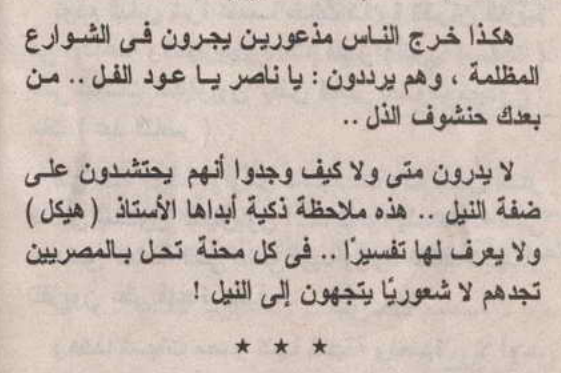 هكذا خرج الناس مذعورين يجرون فى الشوارع
المظلمة ، وهم يرددون : يا ناصر يا عود الفل .. من
بعدك حنشوف الذل ..
لا يدرون متى ولا كيف وجدوا أنهم يحتشدون على
ضفة النيل .. هذه ملاحظة ذكية أبداها الأستاذ ( هيكل )
ولا يعرف لها تفسيرًا .. فى كل محنة تحل بالمصريين
تجدهم لا شعوريًا يتجهون إلى النيل !
★ ★ ★